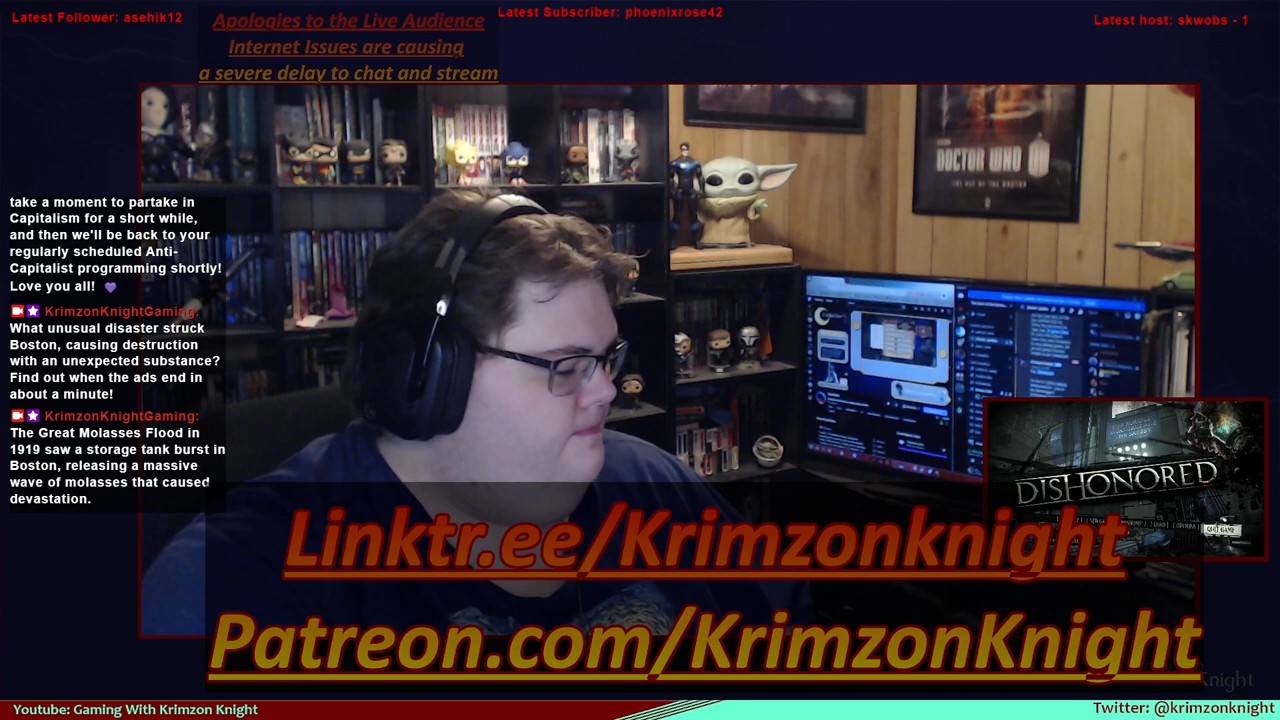 Latest Follower: asehik12
Apologies to the Live Audience
Internet Issues are causing
a severe delay to chat and stream
Latest Subscriber: phoenixrose42
Latest host: skwobs - 1
DOCTOR WHO
take a moment to partake in
Capitalism for a short while,
and then we'll be back to your
regularly scheduled Anti-
Capitalist programming shortly!
Love you all!
KrimzonKnightGaming:
What unusual disaster struck
Boston, causing destruction
with an unexpected substance?
Find out when the ads end in
about a minute!
KrimzonKnightGaming:
The Great Molasses Flood in
1919 saw a storage tank burst in
Boston, releasing a massive
wave of molasses that caused
devastation.
DISHONORED
QUIT GAME
Linktr.ee/Krimzonknight
Patreon.com/KrimzonKnight
Knight
Youtube: Gaming With Krimzon Knight
Twitter: @krimzonknight